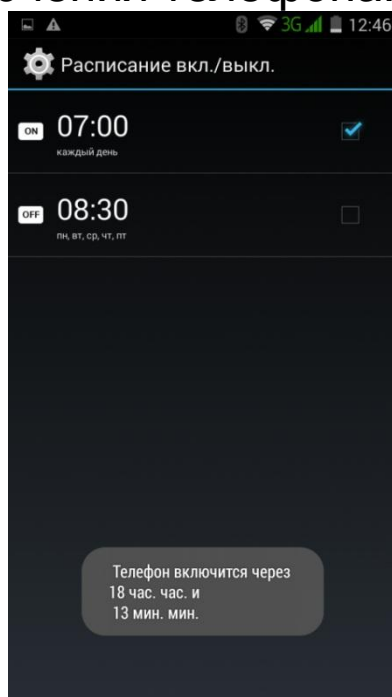 3G 12:46
Расписание вкл./выкл.
ON 07:00
каждый день
OFF 08:30
пн, вт, ср, чт, пт
Телефон включится через
18 час. час. и
13 мин. мин.